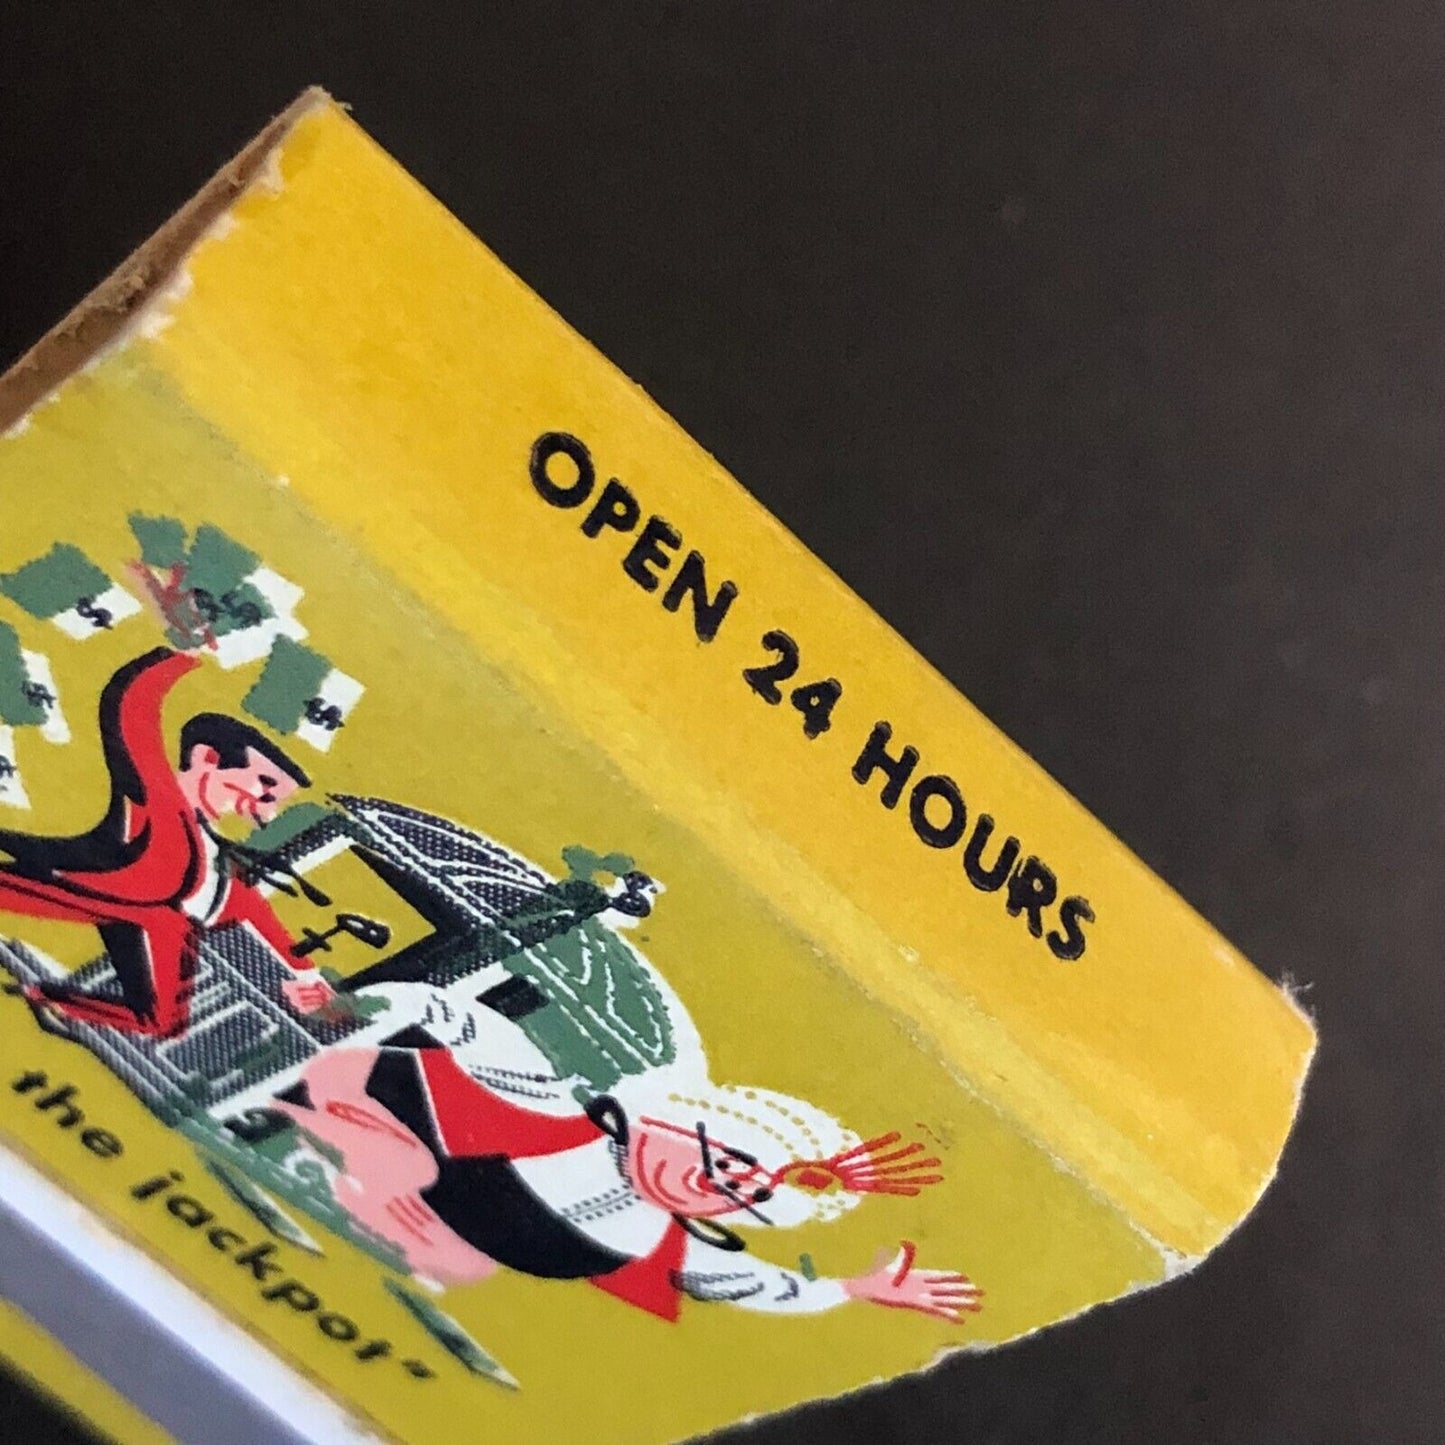 OPEN 24 HOURS
$ $ $
$ $
the jackpot"